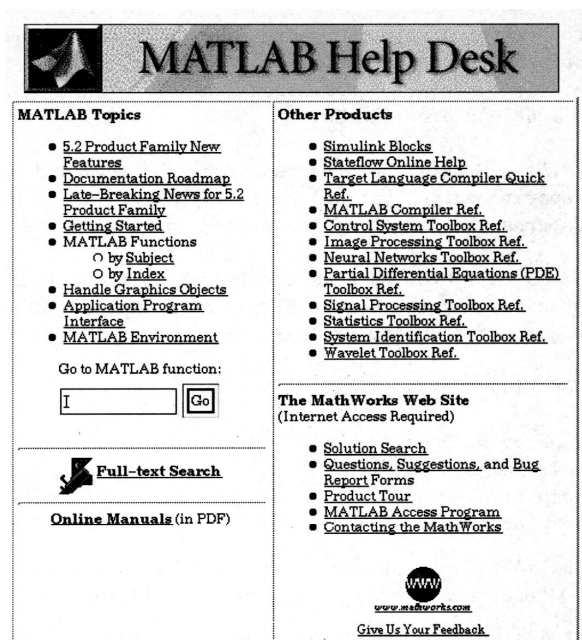 MATLAB Help Desk
MATLAB Topics
5.2 Product Family New
Features
Documentation Roadmap
Late-Breaking News for 5.2
Product Family
Getting Started
MATLAB Functions
by Subject
by Index
Handle Graphics Objects
Application Program
Interface
MATLAB Environment
Go to MATLAB function:
Go
Full-text Search
Online Manuals (in PDF)
Other Products
Simulink Blocks
Stateflow Online Help
Target Language Compiler Quick
Ref.
MATLAB Compiler Ref.
Control System Toolbox Ref.
Image Processing Toolbox Ref.
Neural Networks Toolbox Ref.
Partial Differential Equations (PDE)
Toolbox Ref.
Signal Processing Toolbox Ref.
Statistics Toolbox Ref.
System Identification Toolbox Ref.
Wavelet Toolbox Ref.
The MathWorks Web Site
(Internet Access Required)
Solution Search
Questions, Suggestions, and Bug
Report Forms
Product Tour
MATLAB Access Program
Contacting the MathWorks
WWW
www.mathworks.com
Give Us Your Feedback